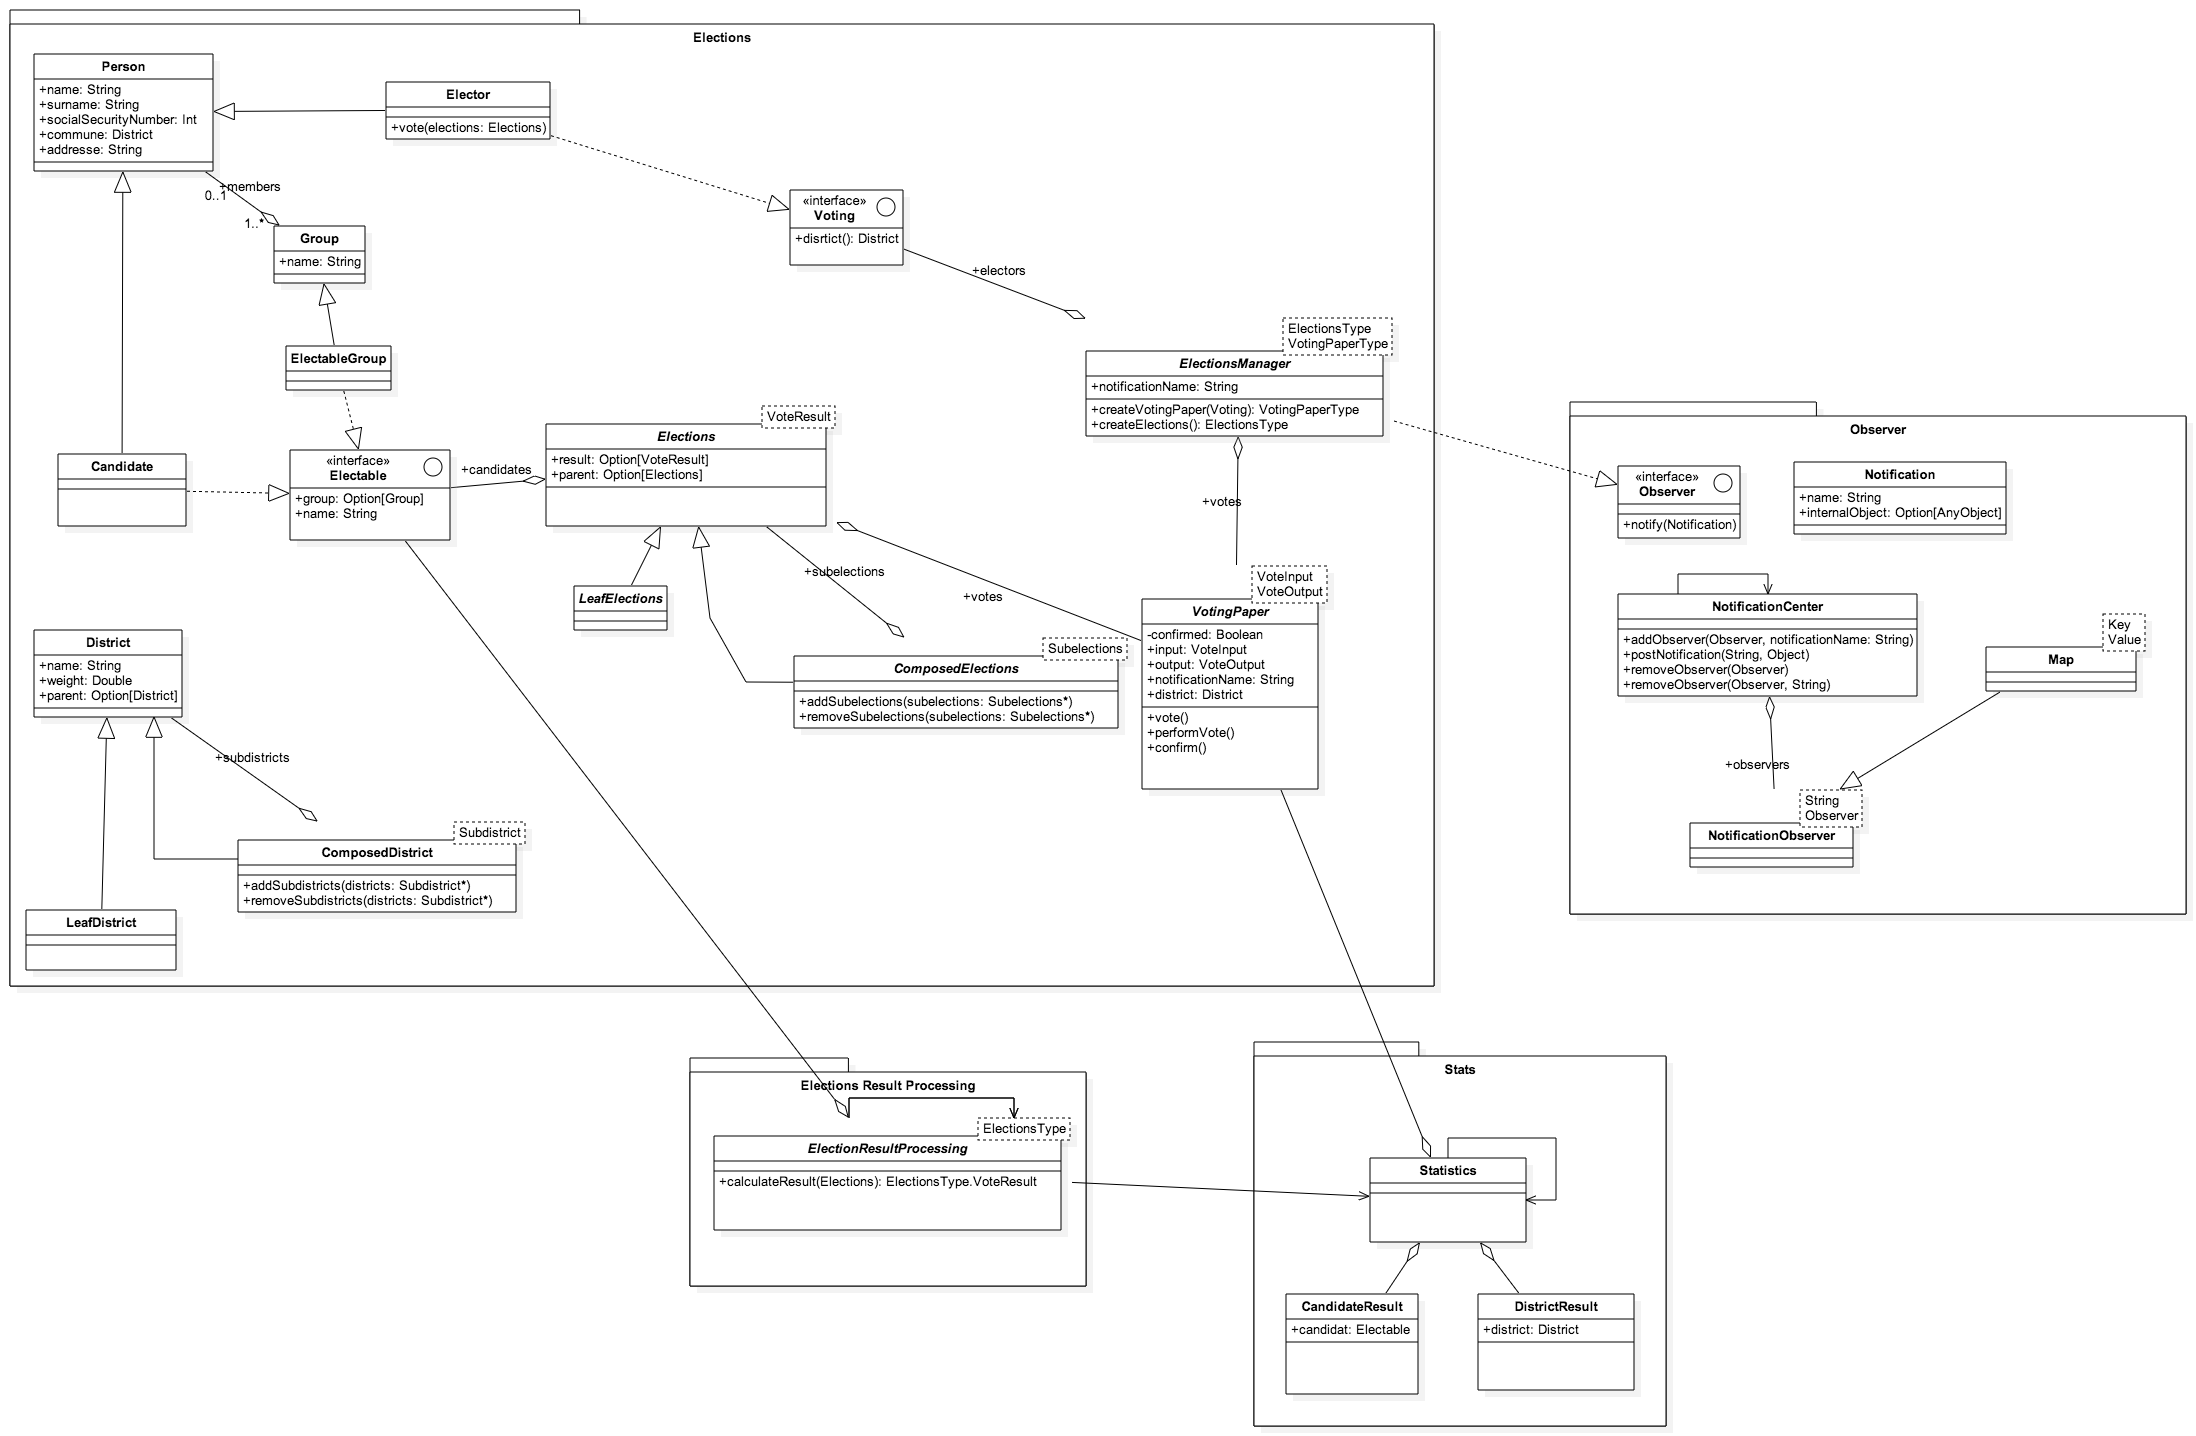 Elections
Person
+name: String
+surname: String
+socialSecurityNumber: Int
+commune: District
+addresse: String
Elector
+vote(elections: Elections)
+members
0..1
1..*
Group
+name: String
«interface»
Voting
+disrtict(): District
+electors
ElectableGroup
ElectionsType
VotingPaperType
ElectionsManager
+notificationName: String
+createVotingPaper(Voting): VotingPaperType
+createElections(): ElectionsType
Candidate
«interface»
Electable
+group: Option[Group]
+name: String
+candidates
VoteResult
Elections
+result: Option[VoteResult]
+parent: Option[Elections]
+votes
LeafElections
+subelections
+votes
VoteInput
VoteOutput
VotingPaper
-confirmed: Boolean
+input: VoteInput
+output: VoteOutput
+notificationName: String
+district: District
+vote()
+performVote()
+confirm()
Subelections
ComposedElections
+addSubelections(subelections: Subelections*)
+removeSubelections(subelections: Subelections*)
District
+name: String
+weight: Double
+parent: Option[District]
+subdistricts
Subdistrict
ComposedDistrict
+addSubdistricts(districts: Subdistrict*)
+removeSubdistricts(districts: Subdistrict*)
LeafDistrict
Observer
«interface»
Observer
+notify(Notification)
Notification
+name: String
+internalObject: Option[AnyObject]
NotificationCenter
+addObserver(Observer, notificationName: String)
+postNotification(String, Object)
+removeObserver(Observer)
+removeObserver(Observer, String)
Key
Value
Map
+observers
String
Observer
NotificationObserver
Elections Result Processing
ElectionsType
ElectionResultProcessing
+calculateResult(Elections): ElectionsType.VoteResult
Stats
Statistics
CandidateResult
+candidat: Electable
DistrictResult
+district: District